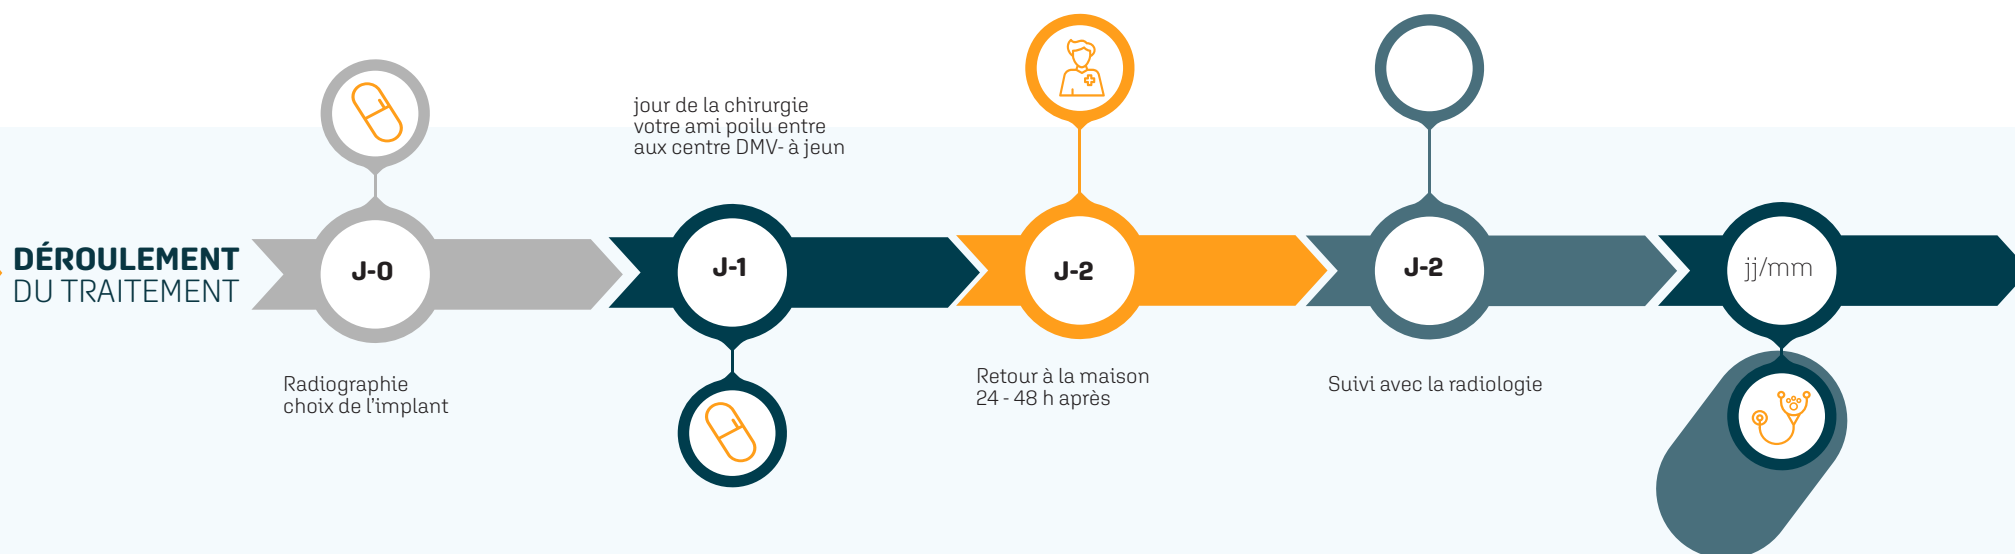 DÉROULEMENT
DU TRAITEMENT
J-0
Radiographie
choix de l'implant
jour de la chirurgie
votre ami poilu entre
aux centre DMV- à jeun
J-1
J-2
Retour à la maison
24 - 48 h après
J-2
Suivi avec la radiologie
jj/mm